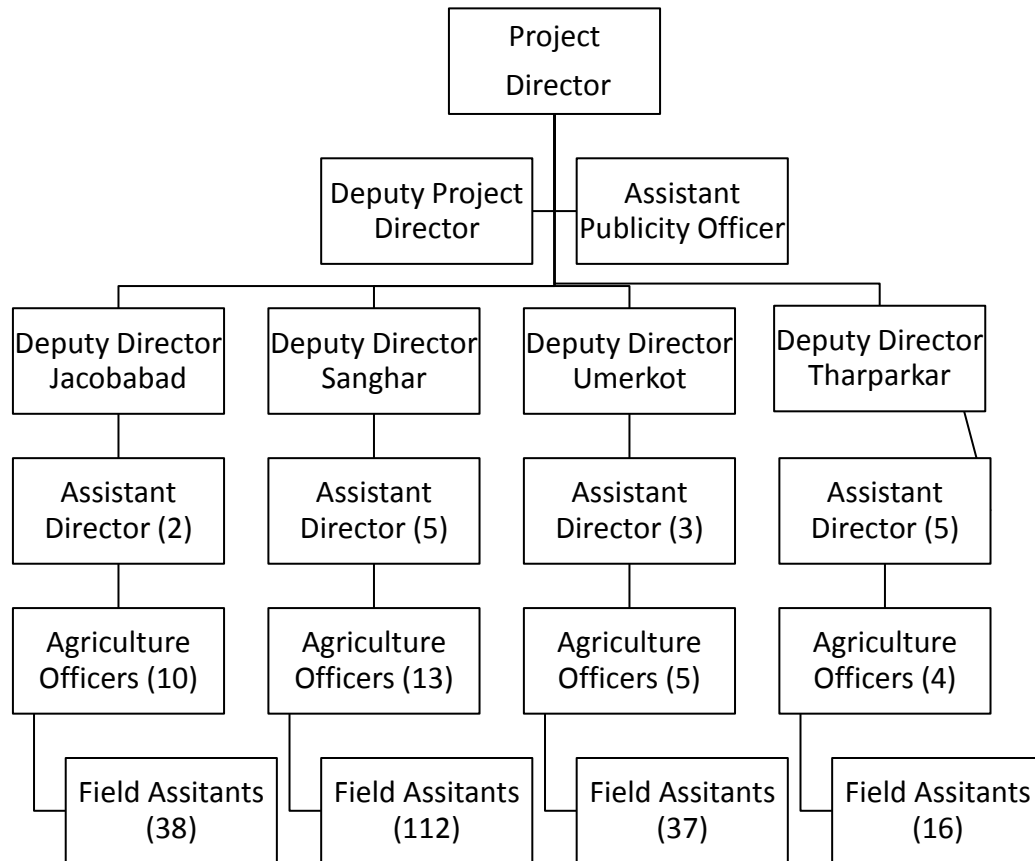 Project
Director
Deputy Project
Director
Assistant
Publicity Officer
Deputy Director
Jacobabad
Deputy Director
Sanghar
Deputy Director
Umerkot
Deputy Director
Tharparkar
Assistant
Director (2)
Assistant
Director (5)
Assistant
Director (3)
Assistant
Director (5)
Agriculture
Officers (10)
Agriculture
Officers (13)
Agriculture
Officers (5)
Agriculture
Officers (4)
Field Assitants
(38)
Field Assitants
(112)
Field Assitants
(37)
Field Assitants
(16)